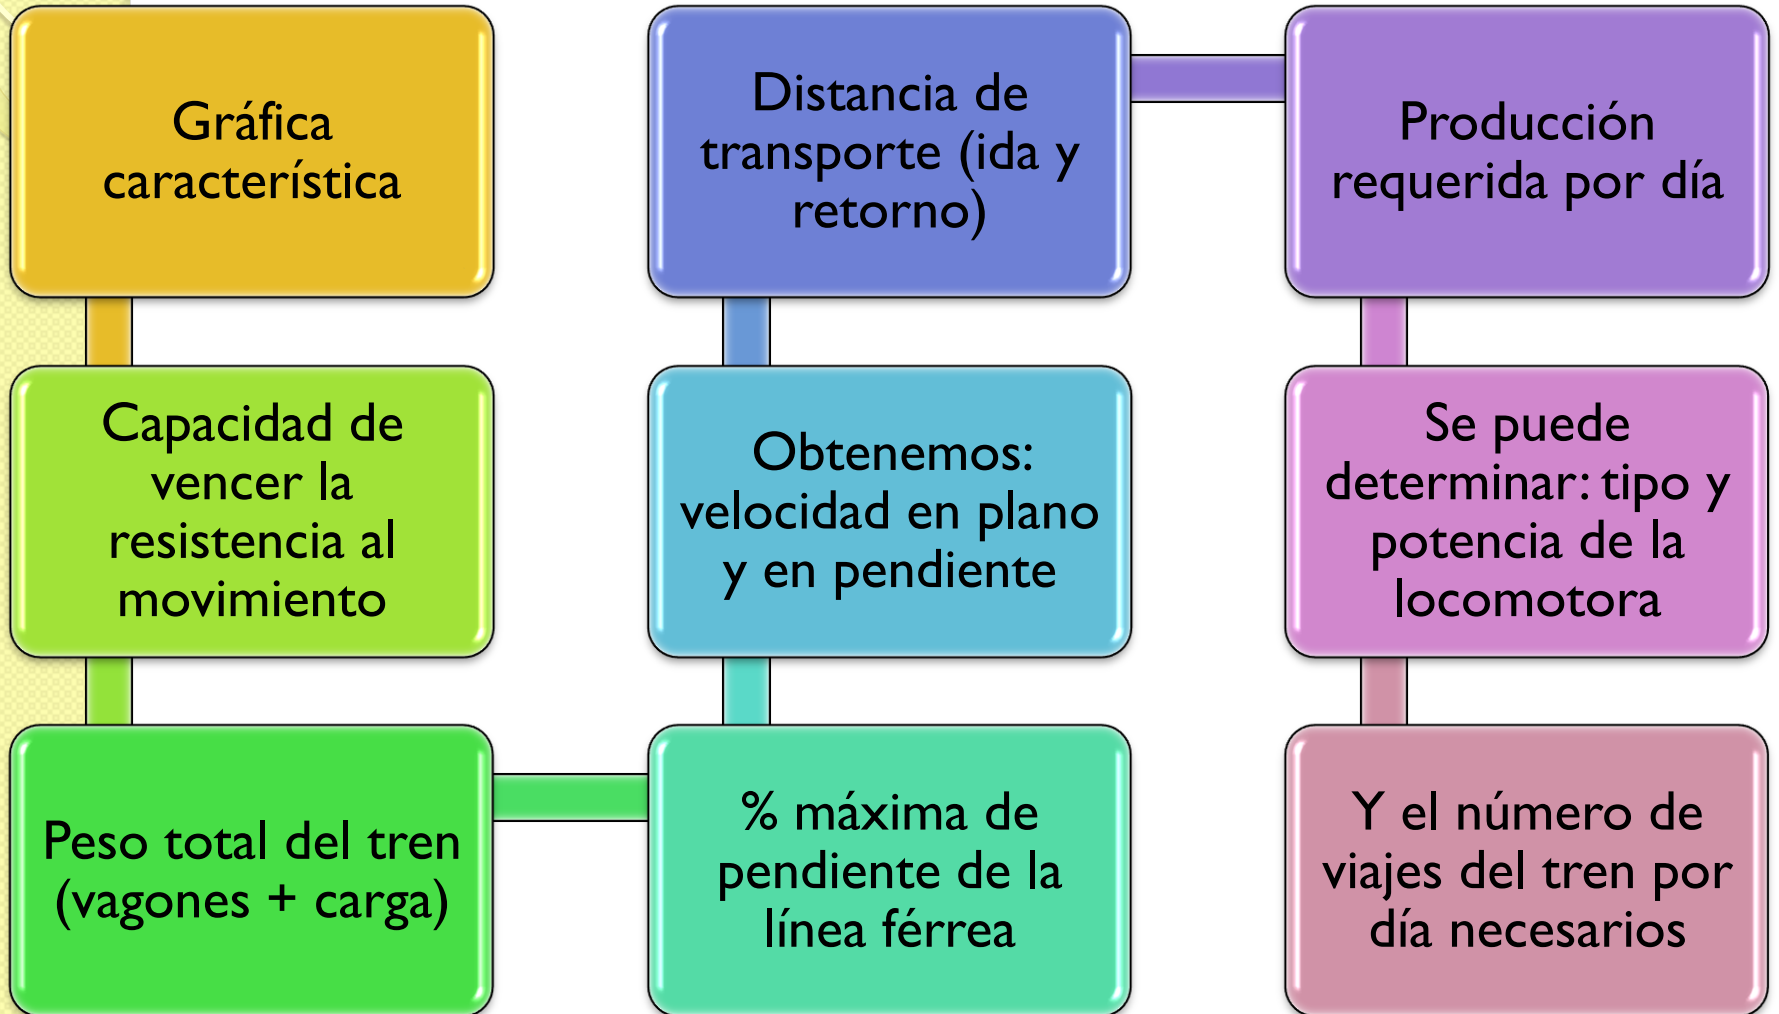 Gráfica
característica
Capacidad de
vencer la
resistencia al
movimiento
Peso total del tren
(vagones + carga)
% máxima de
pendiente de la
línea férrea
Obtenemos:
velocidad en plano
y en pendiente
Distancia de
transporte (ida y
retorno)
Producción
requerida por día
Se puede
determinar: tipo y
potencia de la
locomotora
Y el número de
viajes del tren por
día necesarios